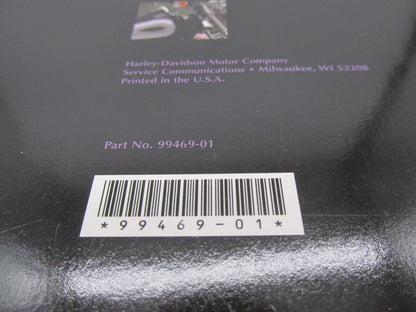 Harley-Davidson Motor Company
Service Communications • Milwaukee, WI 53208
Printed in the U.S.A.
Part No. 99469-01
*99469-01*